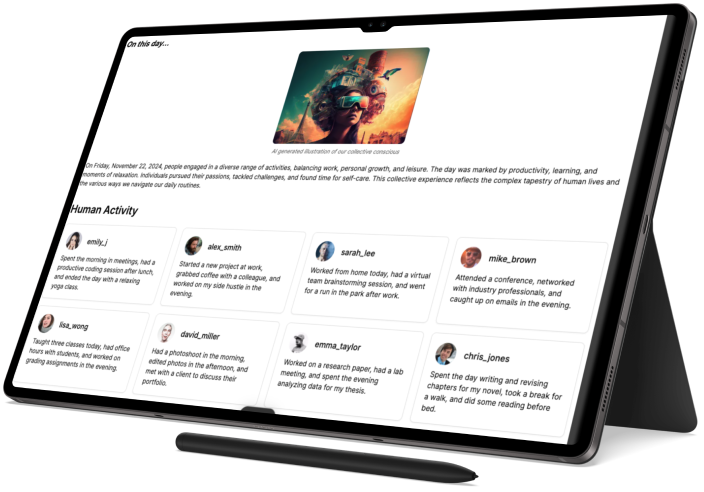 On this day...
AI generated illustration of our collective conscious
On Friday, November 22, 2024, people engaged in a diverse range of activities, balancing work, personal growth, and leisure. The day was marked by productivity, learning, and
moments of relaxation. Individuals pursued their passions, tackled challenges, and found time for self-care. This collective experience reflects the complex tapestry of human lives and
the various ways we navigate our daily routines.
Human Activity
emily_j
Spent the morning in meetings, had a
productive coding session after lunch,
and ended the day with a relaxing
yoga class.
alex_smith
Started a new project at work,
grabbed coffee with a colleague, and
worked on my side hustle in the
evening.
sarah_lee
Worked from home today, had a virtual
team brainstorming session, and went
for a run in the park after work.
mike_brown
Attended a conference, networked
with industry professionals, and
caught up on emails in the evening.
lisa_wong
Taught three classes today, had office
hours with students, and worked on
grading assignments in the evening.
david_miller
Had a photoshoot in the morning,
edited photos in the afternoon, and
met with a client to discuss their
portfolio.
emma_taylor
Worked on a research paper, had a lab
meeting, and spent the evening
analyzing data for my thesis.
chris_jones
Spent the day writing and revising
chapters for my novel, took a break for
a walk, and did some reading before
bed.